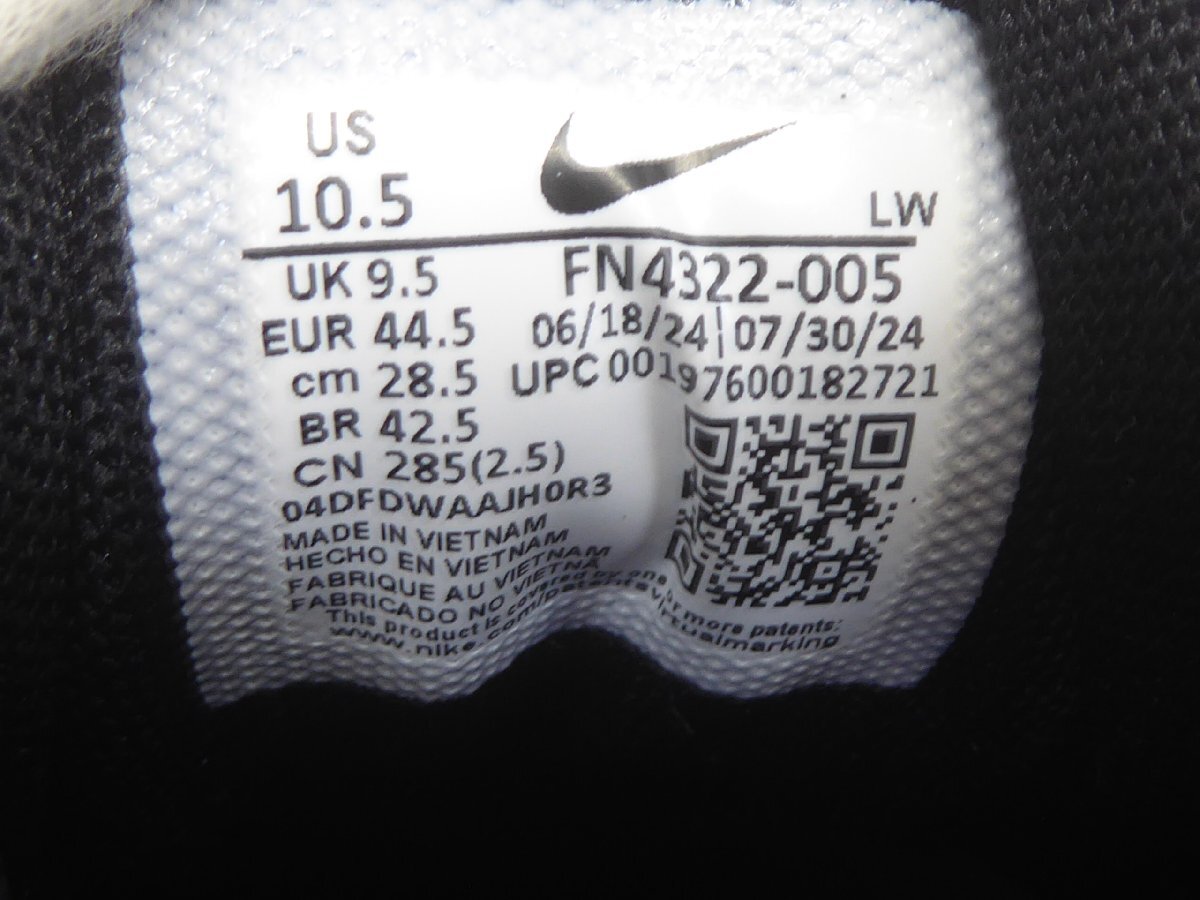 US
10.5
LW
UK 9.5 FN4322-005
EUR 44.5 06/18/24|07/30/24
cm 28.5 UPC 00197600182721
BR 42.5
CN 285(2.5)
04DFDWAAJH0R3
MADE IN VIETNAM
HECHO EN VIETNAM
FABRIQUE AU VIETNAM
FABRICADO NO VIETNÃ
This product is covered by one or more patents:
www.nike.com/patentsvirtualmarking